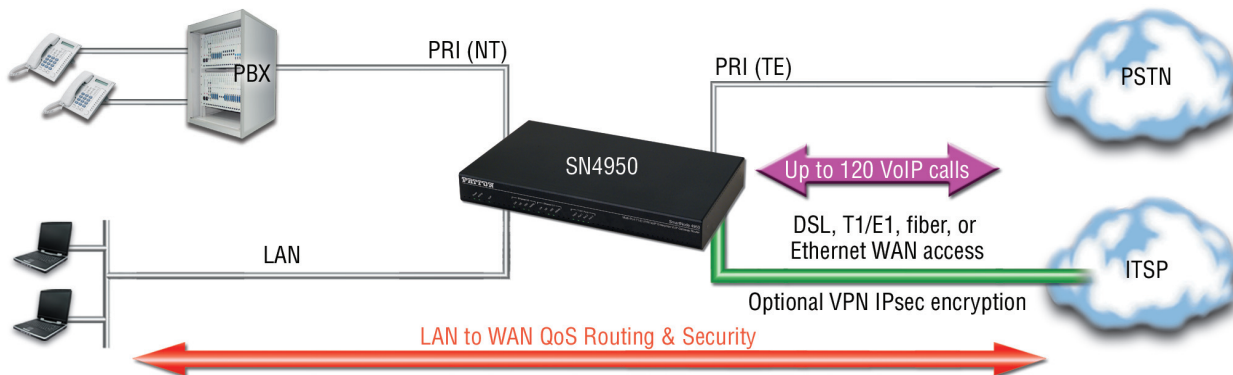 PBX
PRI (NT)
PRI (TE)
PSTN
SN4950
PATTON
Up to 120 VoIP calls
DSL, T1/E1, fiber, or
Ethernet WAN access
LAN
ITSP
Optional VPN IPsec encryption
LAN to WAN QoS Routing & Security